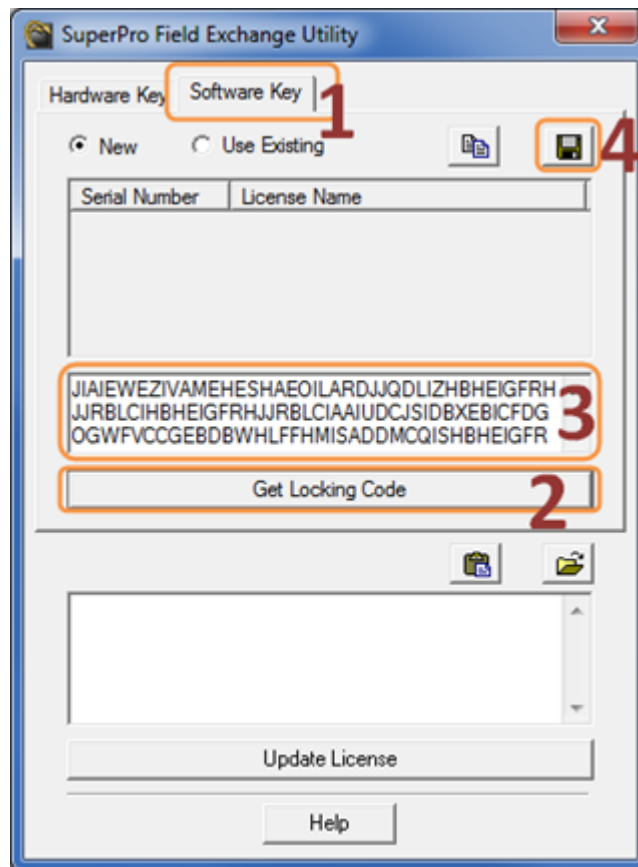 SuperPro Field Exchange Utility
Hardware Key
Software Key
1
New
Use Existing
4
Serial Number
License Name
JIAIEWEZIVAMEHESHAEOILARDJJQDLIZHBHEIGFRH
JJRBLCIHBHEIGFRHJJRBLCIAAIUDCJSIDBXEBICFDG
OGWFVCCGEBDBWHLFFHMISADDMCQISHBHEIGFR
3
Get Locking Code
2
Update License
Help